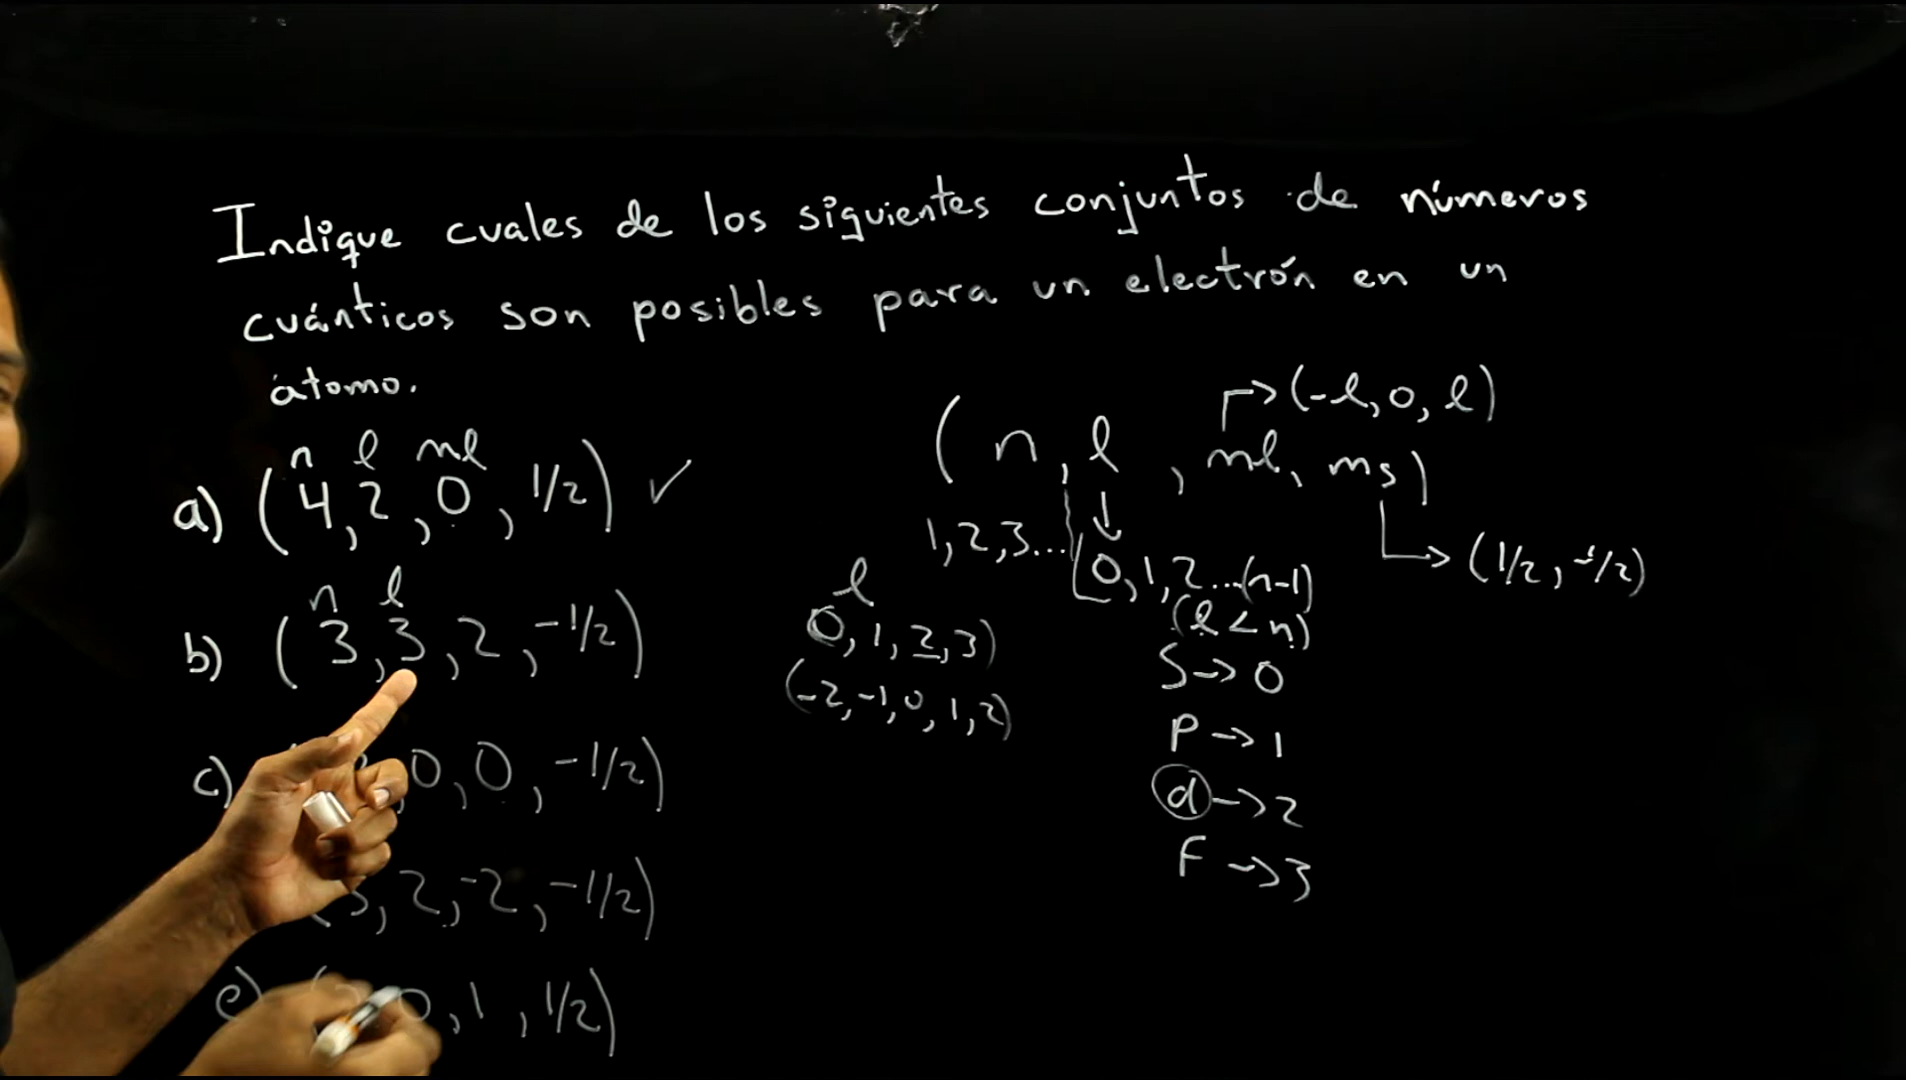 Indique cuales de los siguientes conjuntos de números
cuánticos son posibles para un electrón en un
átomo.
n l ml
a) (4, 2, 0, 1/2) ✓
n l
b) (3, 3, 2, -1/2)
c) 0, 0, -1/2)
(3, 2, -2, -1/2)
e) ( 0, 1, 1/2)
→ (-l, 0, l)
(n, l, ml, ms)
1, 2, 3...
0, 1, 2...(n-1)
→ (1/2, -1/2)
(l < n)
l
0, 1, 2, 3)
(-2, -1, 0, 1, 2)
S → 0
P → 1
d → 2
F → 3